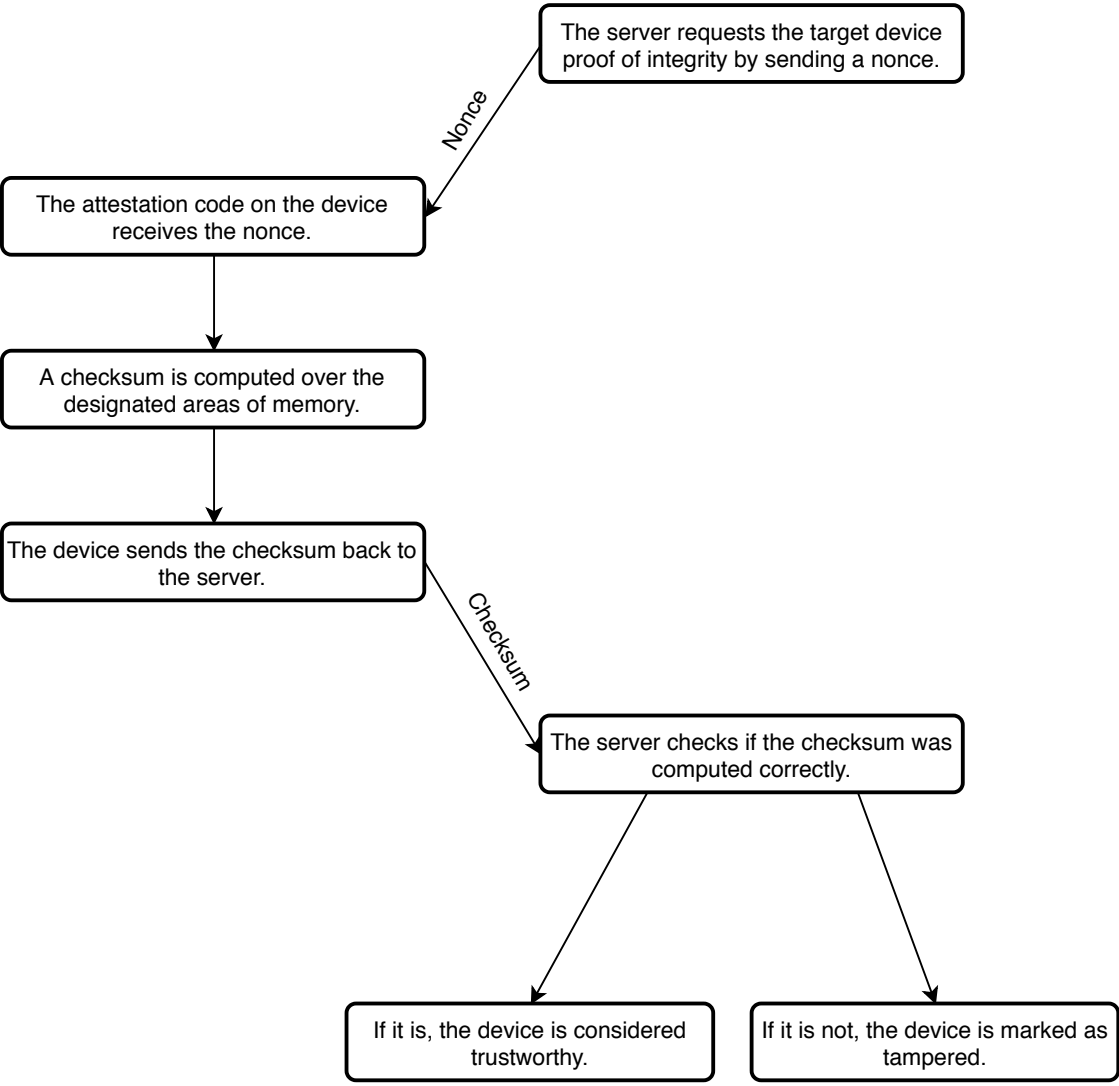 The server requests the target device
proof of integrity by sending a nonce.
Nonce
The attestation code on the device
receives the nonce.
A checksum is computed over the
designated areas of memory.
The device sends the checksum back to
the server.
Checksum
The server checks if the checksum was
computed correctly.
If it is, the device is considered
trustworthy.
If it is not, the device is marked as
tampered.